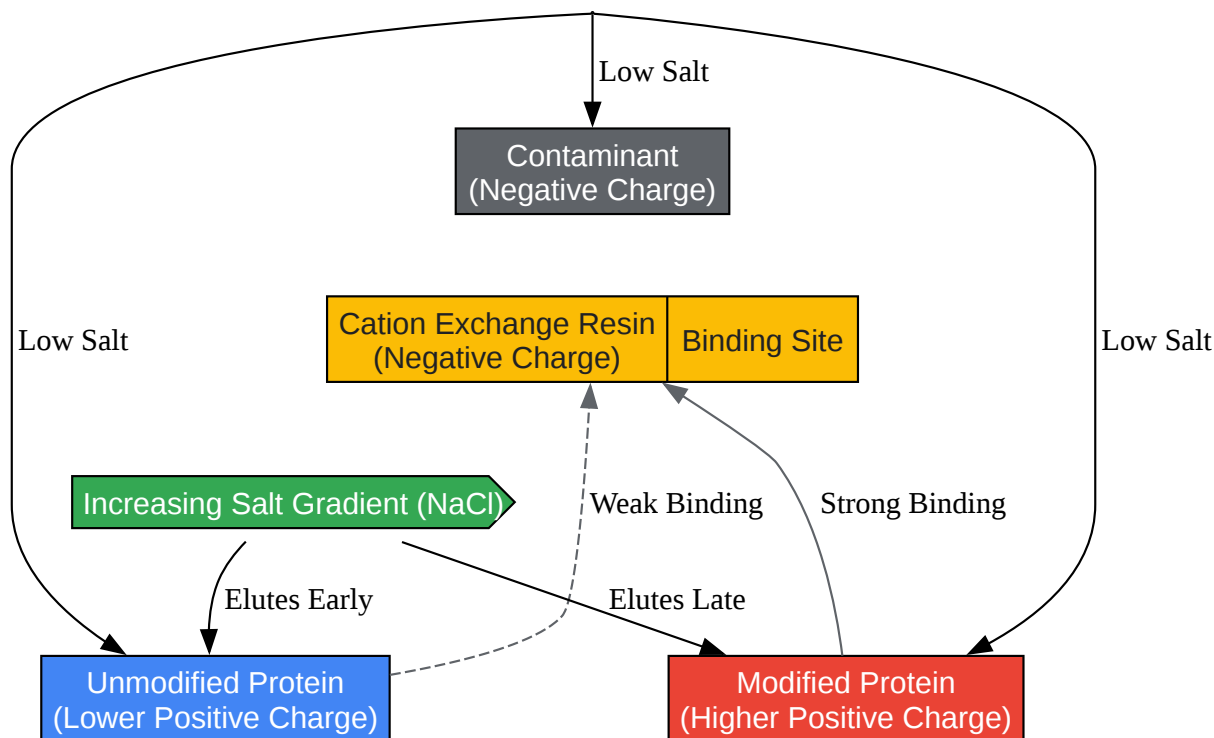 Low Salt
Contaminant
(Negative Charge)
Cation Exchange Resin
(Negative Charge)
Binding Site
Low Salt
Low Salt
Increasing Salt Gradient (NaCl)
Weak Binding
Strong Binding
Elutes Early
Elutes Late
Unmodified Protein
(Lower Positive Charge)
Modified Protein
(Higher Positive Charge)